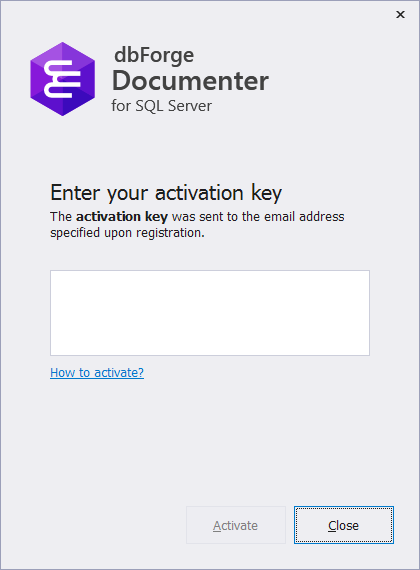 dbForge
Documenter
for SQL Server
Enter your activation key
The activation key was sent to the email address
specified upon registration.
How to activate?
Activate
Close